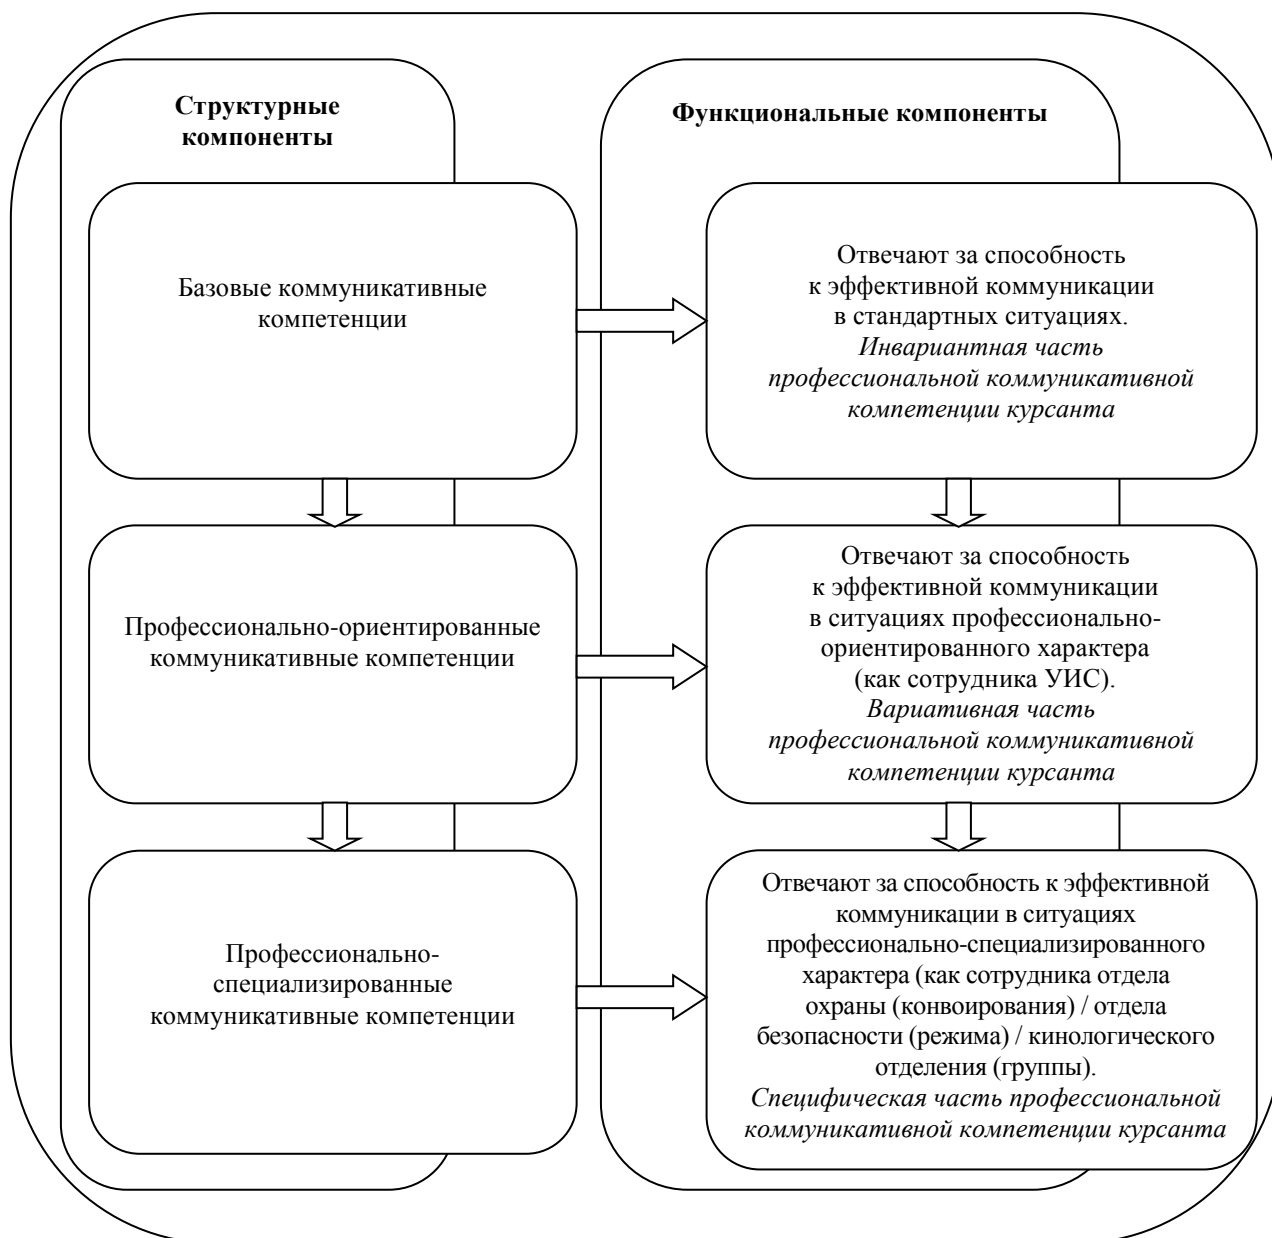 Структурные
компоненты
Функциональные компоненты
Базовые коммуникативные
компетенции
Отвечают за способность
к эффективной коммуникации
в стандартных ситуациях.
Инвариантная часть
профессиональной коммуникативной
компетенции курсанта
Профессионально-ориентированные
коммуникативные компетенции
Отвечают за способность
к эффективной коммуникации
в ситуациях профессионально-
ориентированного характера
(как сотрудника УИС).
Вариативная часть
профессиональной коммуникативной
компетенции курсанта
Профессионально-
специализированные
коммуникативные компетенции
Отвечают за способность к эффективной
коммуникации в ситуациях
профессионально-специализированного
характера (как сотрудника отдела
охраны (конвоирования) / отдела
безопасности (режима) / кинологического
отделения (группы).
Специфическая часть профессиональной
коммуникативной компетенции курсанта